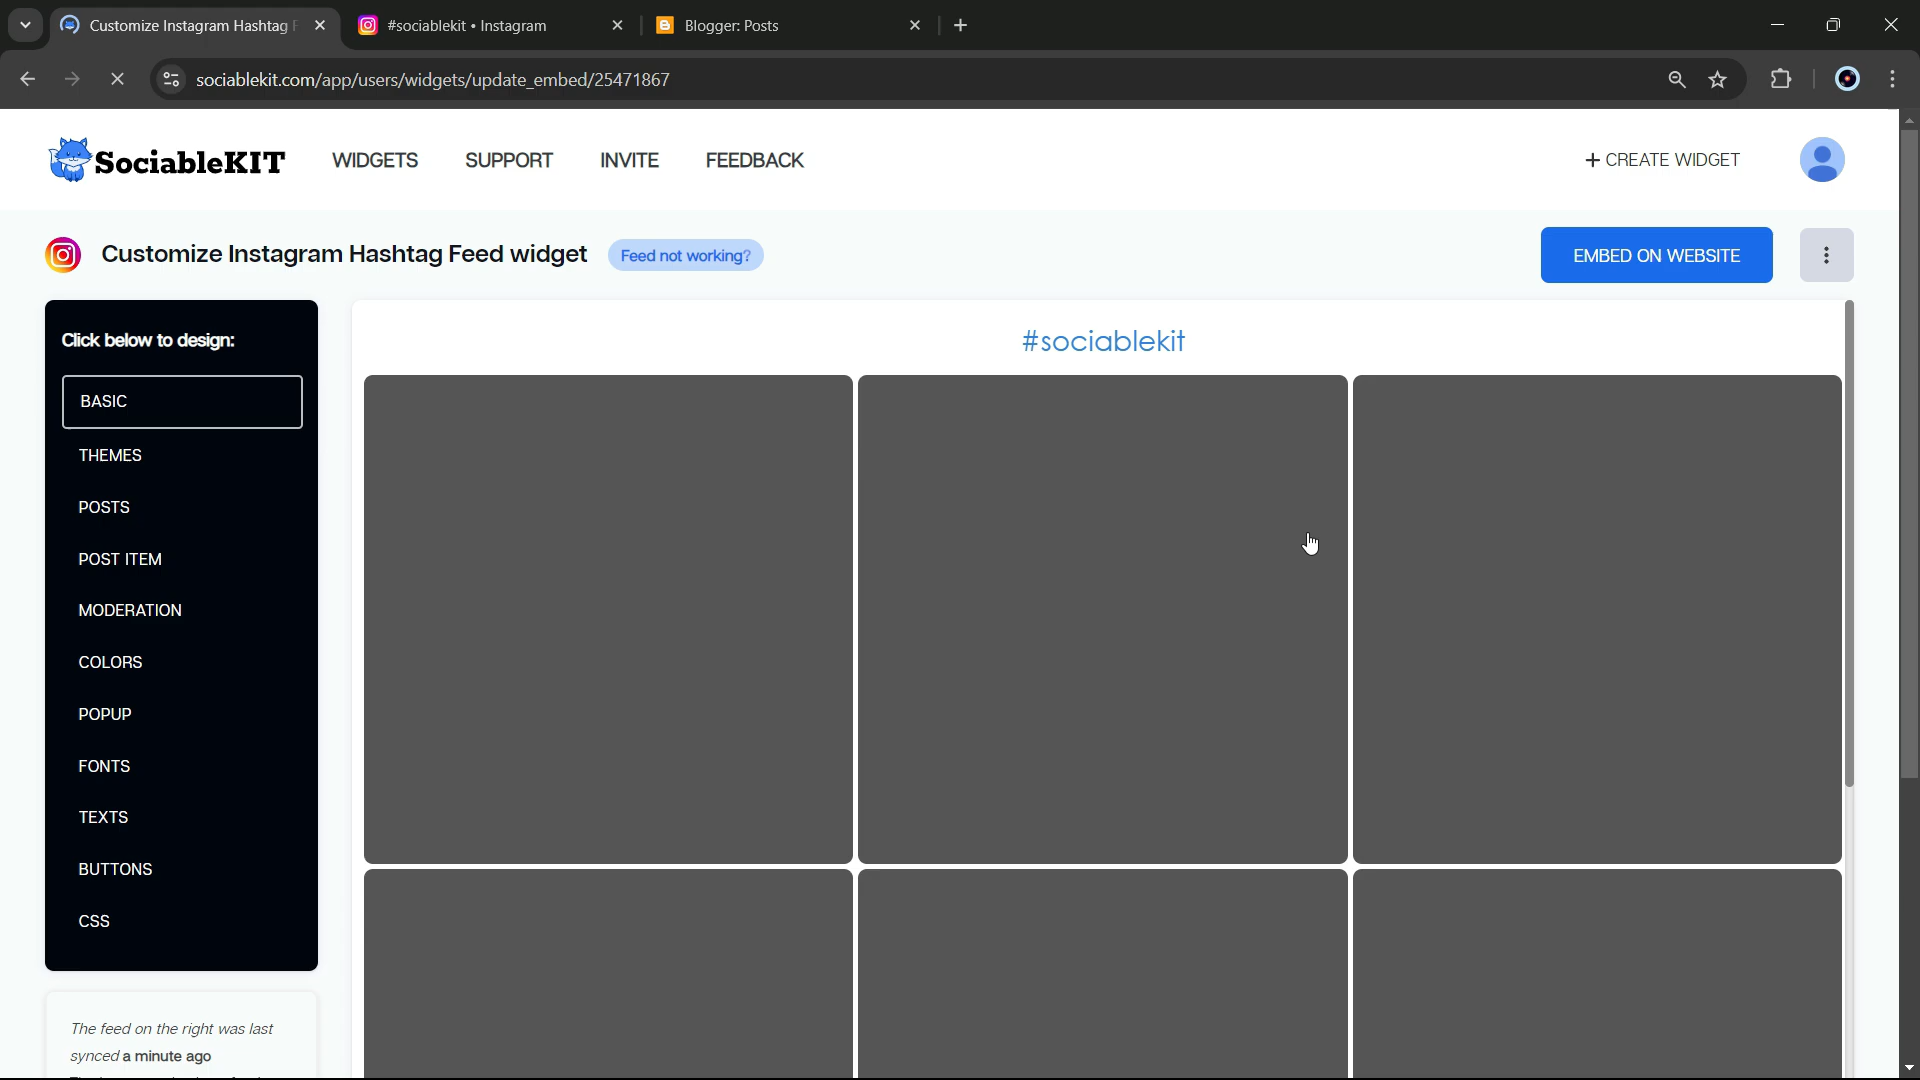 Customize Instagram Hashtag F
#sociablekit • Instagram
Blogger: Posts
sociablekit.com/app/users/widgets/update_embed/25471867
SociableKIT
WIDGETS
SUPPORT
INVITE
FEEDBACK
+ CREATE WIDGET
Customize Instagram Hashtag Feed widget
Feed not working?
EMBED ON WEBSITE
Click below to design:
BASIC
THEMES
POSTS
POST ITEM
MODERATION
COLORS
POPUP
FONTS
TEXTS
BUTTONS
CSS
#sociablekit
The feed on the right was last
synced a minute ago